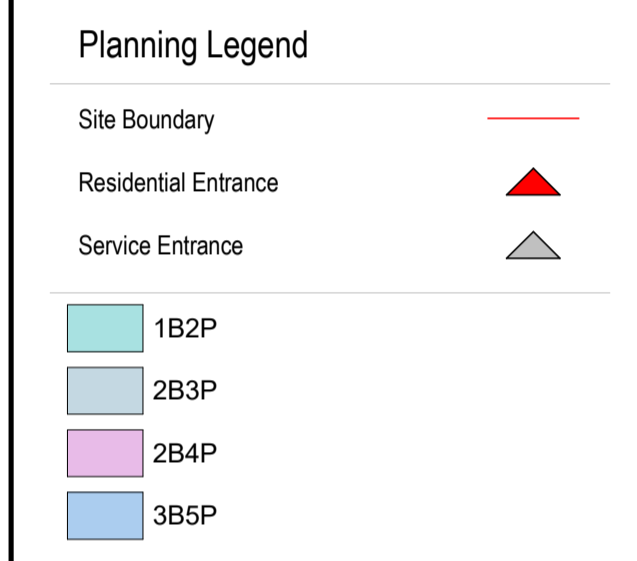 Planning Legend
Site Boundary
Residential Entrance
Service Entrance
1B2P
2B3P
2B4P
3B5P